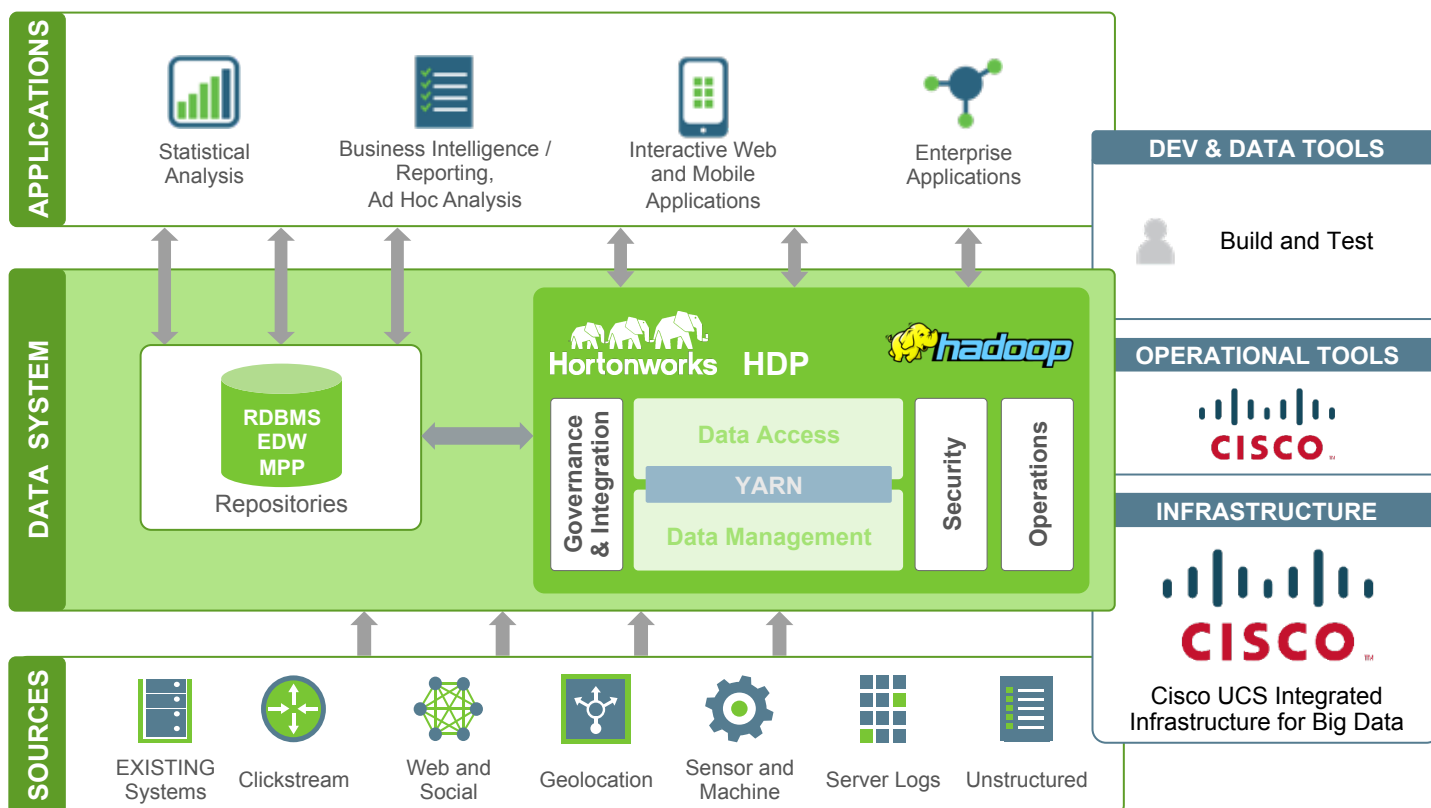 APPLICATIONS
Statistical
Analysis
Business Intelligence /
Reporting,
Ad Hoc Analysis
Interactive Web
and Mobile
Applications
Enterprise
Applications
DEV & DATA TOOLS
Build and Test
OPERATIONAL TOOLS
CISCO™
INFRASTRUCTURE
CISCO™
Cisco UCS Integrated
Infrastructure for Big Data
DATA SYSTEM
RDBMS
EDW
MPP
Repositories
Hortonworks
HDP
hadoop
Governance
& Integration
Data Access
YARN
Data Management
Security
Operations
SOURCES
EXISTING
Systems
Clickstream
Web and
Social
Geolocation
Sensor and
Machine
Server Logs
Unstructured